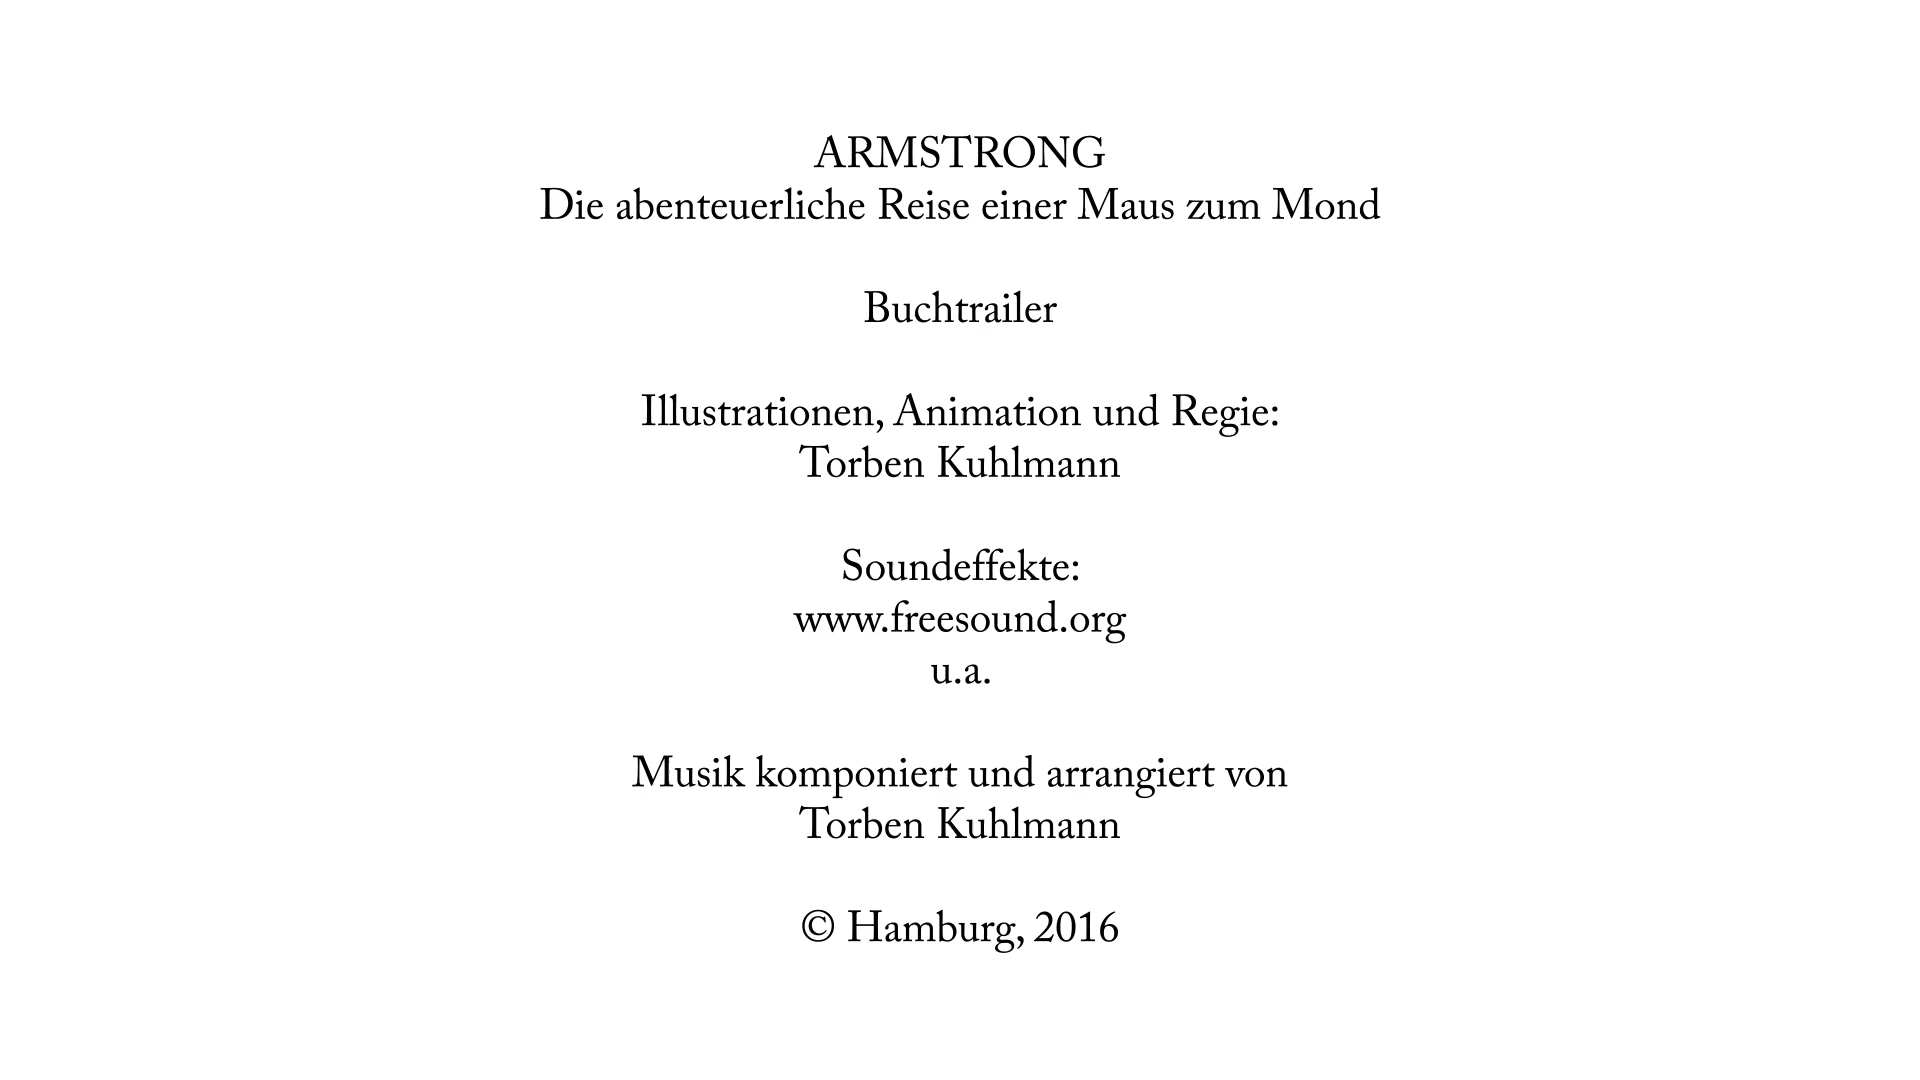 ARMSTRONG
Die abenteuerliche Reise einer Maus zum Mond
Buchtrailer
Illustrationen, Animation und Regie:
Torben Kuhlmann
Soundeffekte:
www.freesound.org
u.a.
Musik komponiert und arrangiert von
Torben Kuhlmann
© Hamburg, 2016